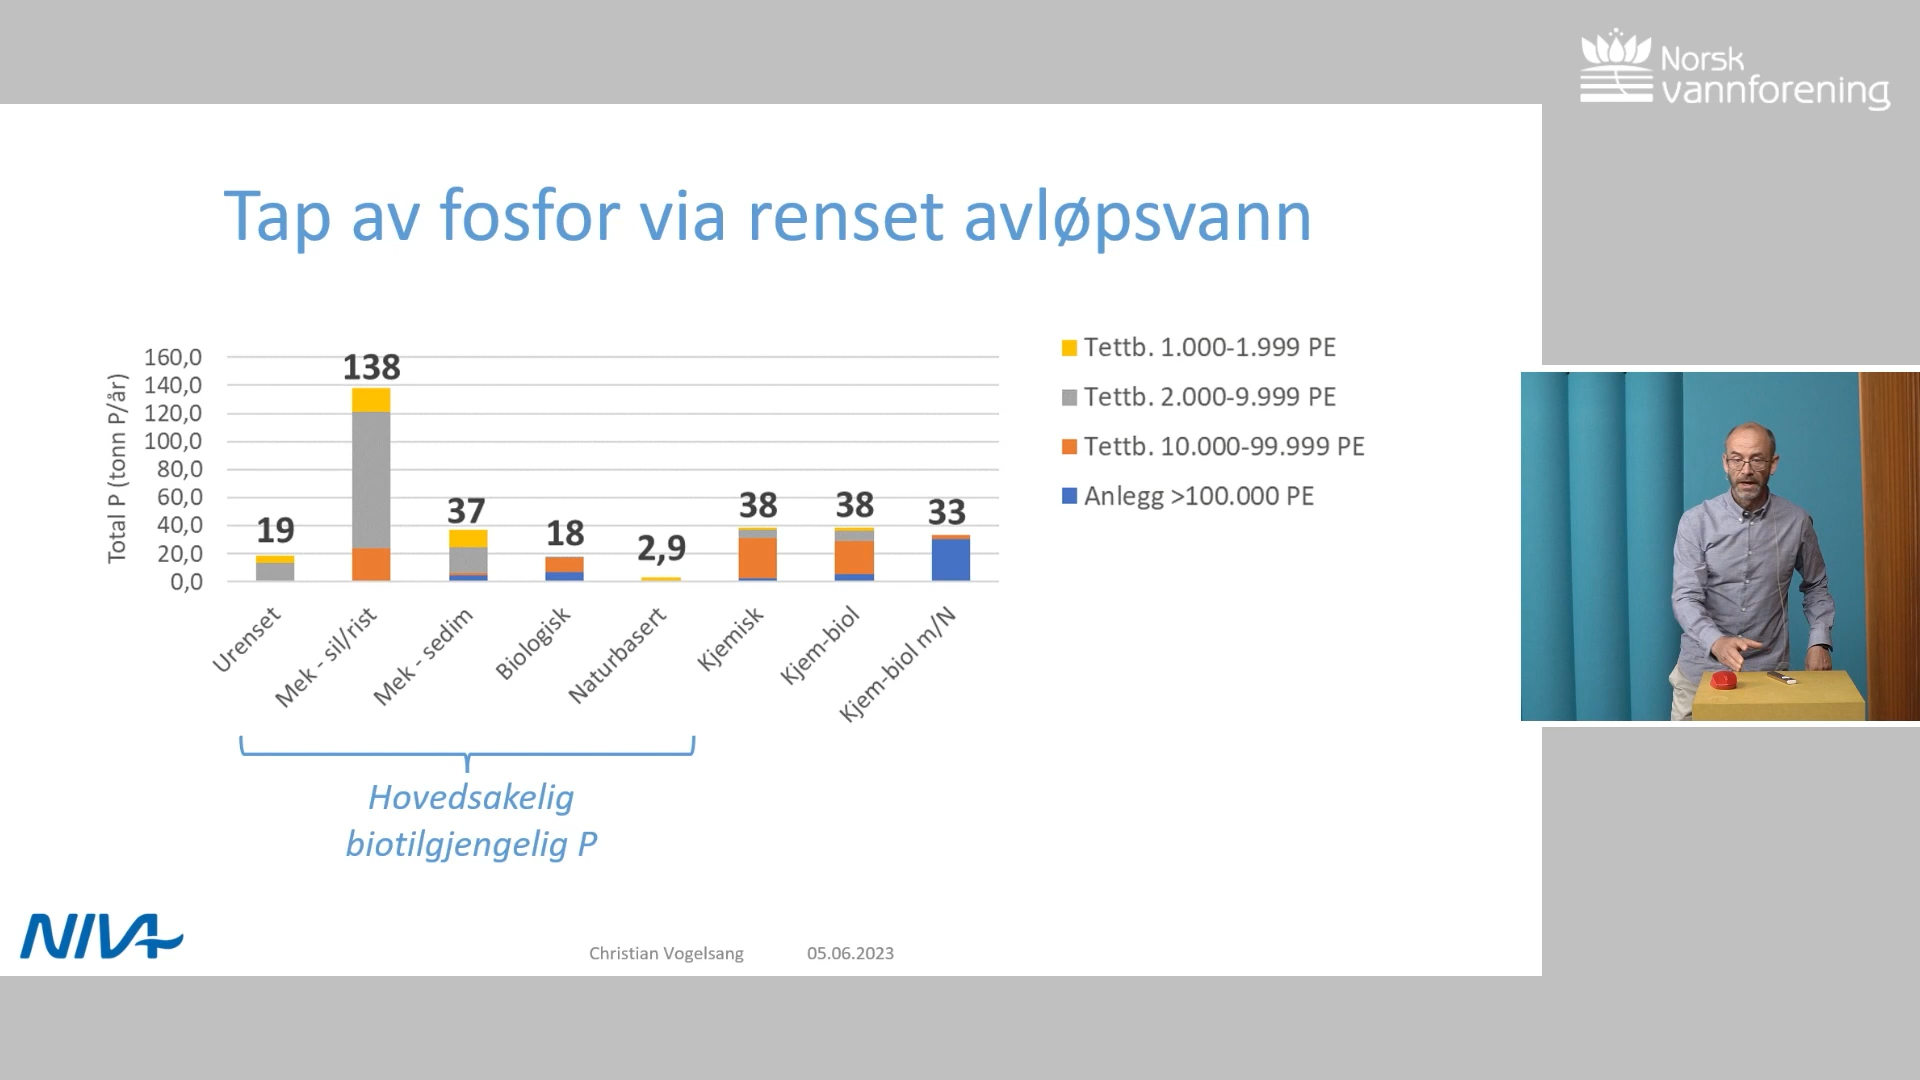 Norsk
vannforening
Tap av fosfor via renset avløpsvann
Total P (tonn P/år)
160,0
140,0
120,0
100,0
80,0
60,0
40,0
20,0
0,0
19
138
37
18
2,9
38
38
33
Urenset
Mek - sil/rist
Mek - sedim
Biologisk
Naturbasert
Kjemisk
Kjem-biol
Kjem-biol m/N
Tettb. 1.000-1.999 PE
Tettb. 2.000-9.999 PE
Tettb. 10.000-99.999 PE
Anlegg >100.000 PE
Hovedsakelig
biotilgjengelig P
NIVA
Christian Vogelsang 05.06.2023